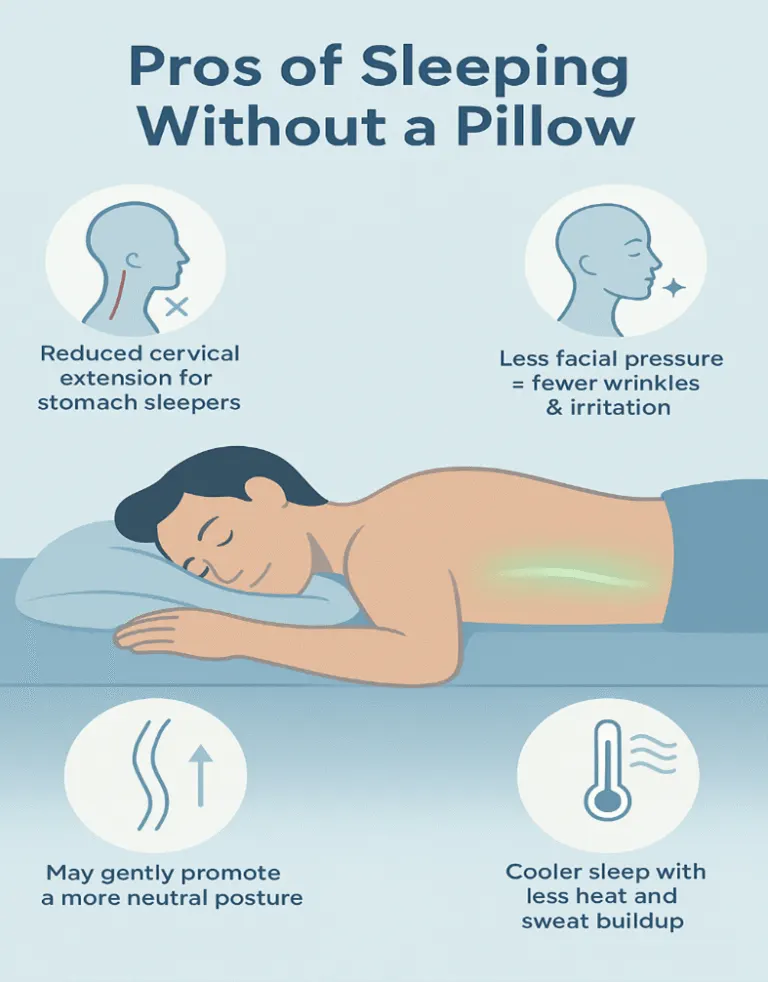 Pros of Sleeping
Without a Pillow
Reduced cervical
extension for
stomach sleepers
Less facial pressure
= fewer wrinkles
& irritation
May gently promote
a more neutral posture
Cooler sleep with
less heat and
sweat buildup